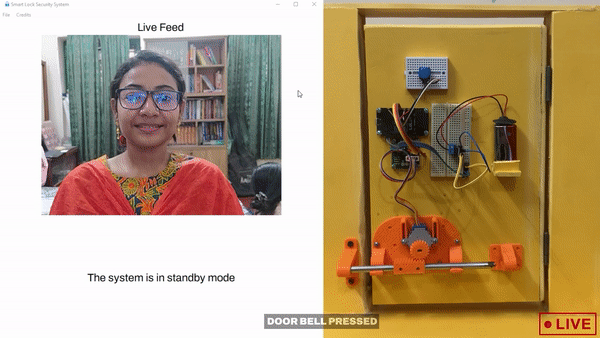 Smart Lock Security System
File Credits
Live Feed
The system is in standby mode
DOOR BELL PRESSED
LIVE